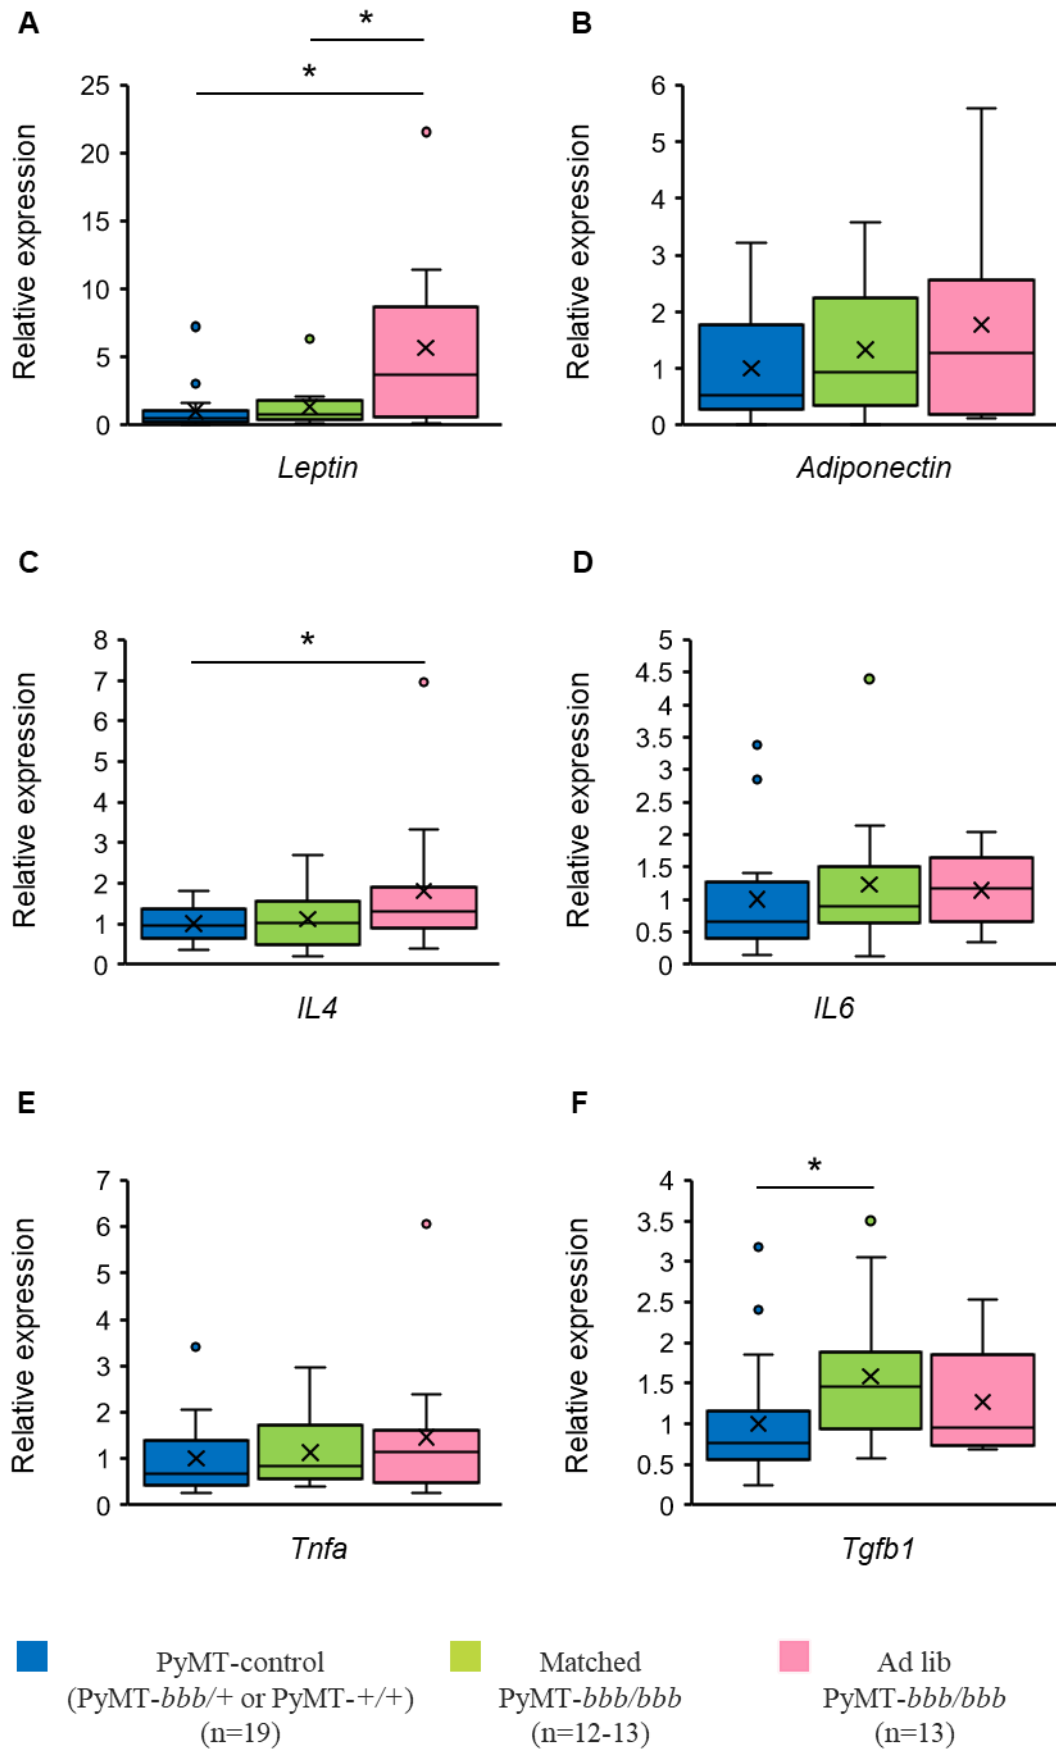 A
*
*
25
20
15
10
5
0
Relative expression
Leptin
B
6
5
4
3
2
1
0
Relative expression
Adiponectin
C
*
8
7
6
5
4
3
2
1
0
Relative expression
IL4
D
5
4.5
4
3.5
3
2.5
2
1.5
1
0.5
0
Relative expression
IL6
E
7
6
5
4
3
2
1
0
Relative expression
Tnfa
F
*
4
3.5
3
2.5
2
1.5
1
0.5
0
Relative expression
Tgfb1
PyMT-control
(PyMT-bbb/+ or PyMT-+/+)
(n=19)
Matched
PyMT-bbb/bbb
(n=12-13)
Ad lib
PyMT-bbb/bbb
(n=13)